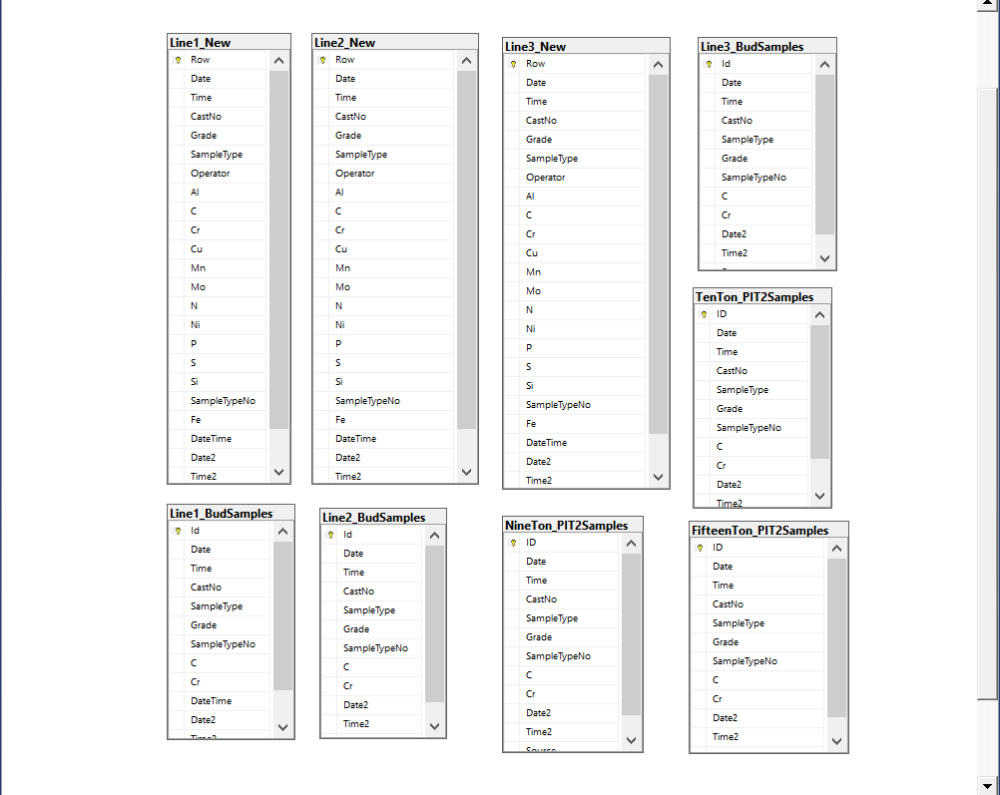 Line1_New
Row
Date
Time
CastNo
Grade
SampleType
Operator
Al
C
Cr
Cu
Mn
Mo
N
Ni
P
S
Si
SampleTypeNo
Fe
DateTime
Date2
Time2
Line2_New
Row
Date
Time
CastNo
Grade
SampleType
Operator
Al
C
Cr
Cu
Mn
Mo
N
Ni
P
S
Si
SampleTypeNo
Fe
DateTime
Date2
Time2
Line3_New
Row
Date
Time
CastNo
Grade
SampleType
Operator
Al
C
Cr
Cu
Mn
Mo
N
Ni
P
S
Si
SampleTypeNo
Fe
DateTime
Date2
Time2
Line3_BudSamples
Id
Date
Time
CastNo
SampleType
Grade
SampleTypeNo
C
Cr
Date2
Time2
TenTon_PIT2Samples
ID
Date
Time
CastNo
SampleType
Grade
SampleTypeNo
C
Cr
Date2
Time2
Line1_BudSamples
Id
Date
Time
CastNo
SampleType
Grade
SampleTypeNo
C
Cr
DateTime
Date2
Time2
Line2_BudSamples
Id
Date
Time
CastNo
SampleType
Grade
SampleTypeNo
C
Cr
Date2
Time2
NineTon_PIT2Samples
ID
Date
Time
CastNo
SampleType
Grade
SampleTypeNo
C
Cr
Date2
Time2
Source
FifteenTon_PIT2Samples
ID
Date
Time
CastNo
SampleType
Grade
SampleTypeNo
C
Cr
Date2
Time2